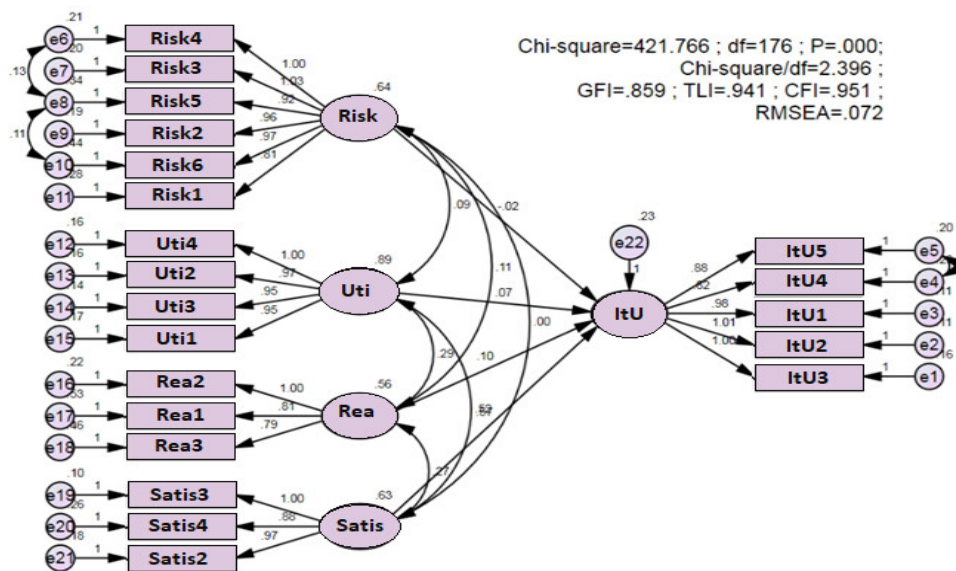 Chi-square=421.766 ; df=176 ; P=.000;
Chi-square/df=2.396 ;
GFI=.859 ; TLI=.941 ; CFI=.951 ;
RMSEA=.072
.21
e6 1 Risk4 1.00
.20
e7 1 Risk3 1.03
.34
e8 1 Risk5 .92
.19
e9 1 Risk2 .96
.44
e10 1 Risk6 .97
.28
e11 1 Risk1 .81
.13
.11
.64
Risk
.16
e12 1 Uti4 1.00
.16
e13 1 Uti2 .97
.14
e14 1 Uti3 .95
.17
e15 1 Uti1 .95
.89
Uti
.22
e16 1 Rea2 1.00
.53
e17 1 Rea1 .81
.46
e18 1 Rea3 .79
.56
Rea
.10
e19 1 Satis3 1.00
.26
e20 1 Satis4 .88
.18
e21 1 Satis2 .97
.63
Satis
.09
.11
.00
.29
.27
-.02
.07
.10
.23
e22
1
ItU
.88 ItU5 1 e5 .20
ItU4 1 e4
.98 ItU1 1 e3 .11
1.01 ItU2 1 e2 .11
1.00 ItU3 1 e1 .16